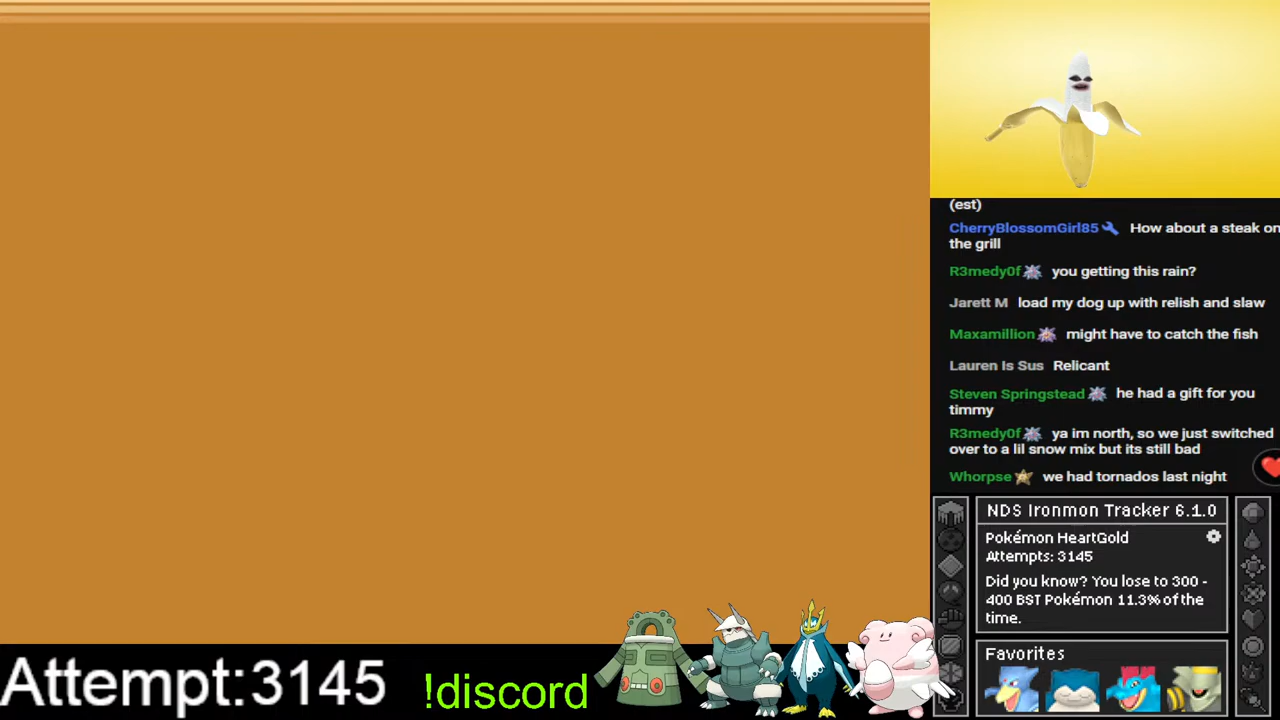 (est)
CherryBlossomGirl85 How about a steak on
the grill
R3medy0f you getting this rain?
Jarett M load my dog up with relish and slaw
Maxamillion might have to catch the fish
Lauren Is Sus Relicant
Steven Springstead he had a gift for you
timmy
R3medy0f ya im north, so we just switched
over to a lil snow mix but its still bad
Whorpse we had tornados last night
NDS Ironmon Tracker 6.1.0
Pokémon HeartGold
Attempts: 3145
Did you know? You lose to 300 -
400 BST Pokémon 11.3% of the
time.
Favorites
Attempt:3145
!discord